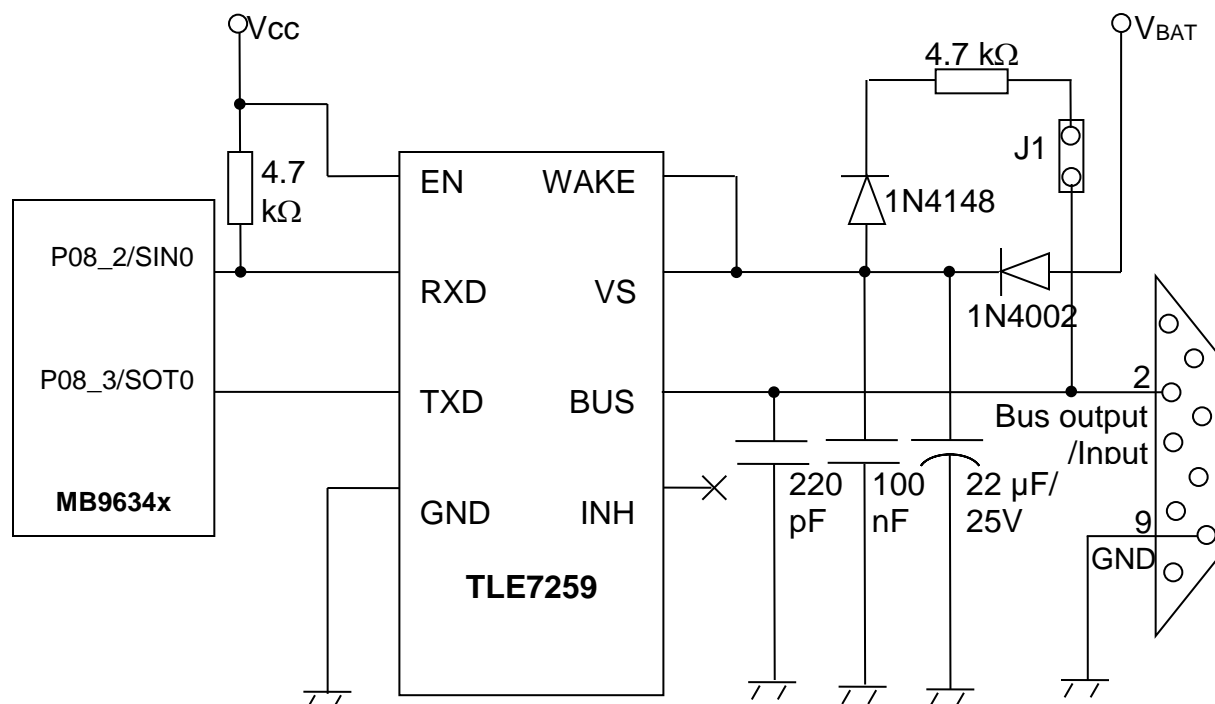 Vcc
VBAT
4.7 kΩ
J1
4.7
kΩ
1N4148
1N4002
P08_2/SIN0
P08_3/SOT0
MB9634x
EN
WAKE
RXD
VS
TXD
BUS
GND
INH
TLE7259
220
pF
100
nF
22 µF/
25V
2
Bus output
/Input
9
GND